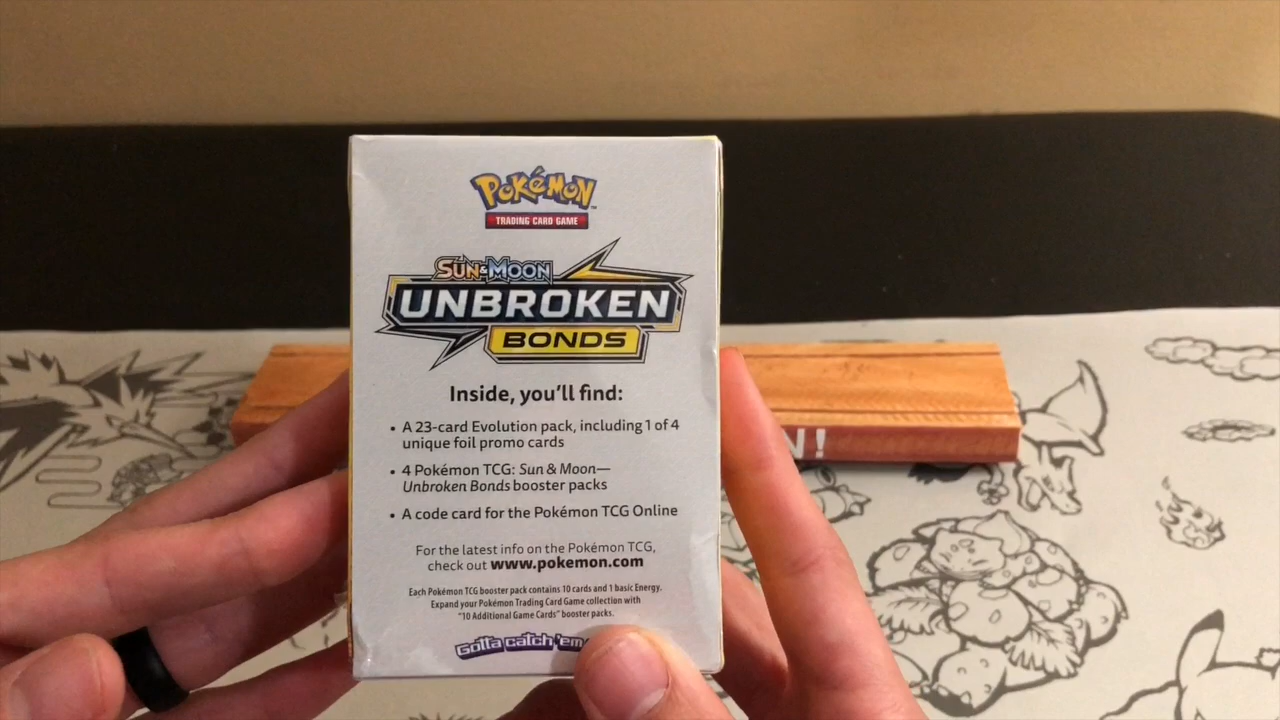 POKéMON
TRADING CARD GAME
SUN & MOON
UNBROKEN
BONDS
Inside, you'll find:
• A 23-card Evolution pack, including 1 of 4
unique foil promo cards
• 4 Pokémon TCG: Sun & Moon—
Unbroken Bonds booster packs
• A code card for the Pokémon TCG Online
For the latest info on the Pokémon TCG,
check out www.pokemon.com
Each Pokémon TCG booster pack contains 10 cards and 1 basic Energy.
Expand your Pokémon Trading Card Game collection with
"10 Additional Game Cards" booster packs.
Gotta catch 'em
N!